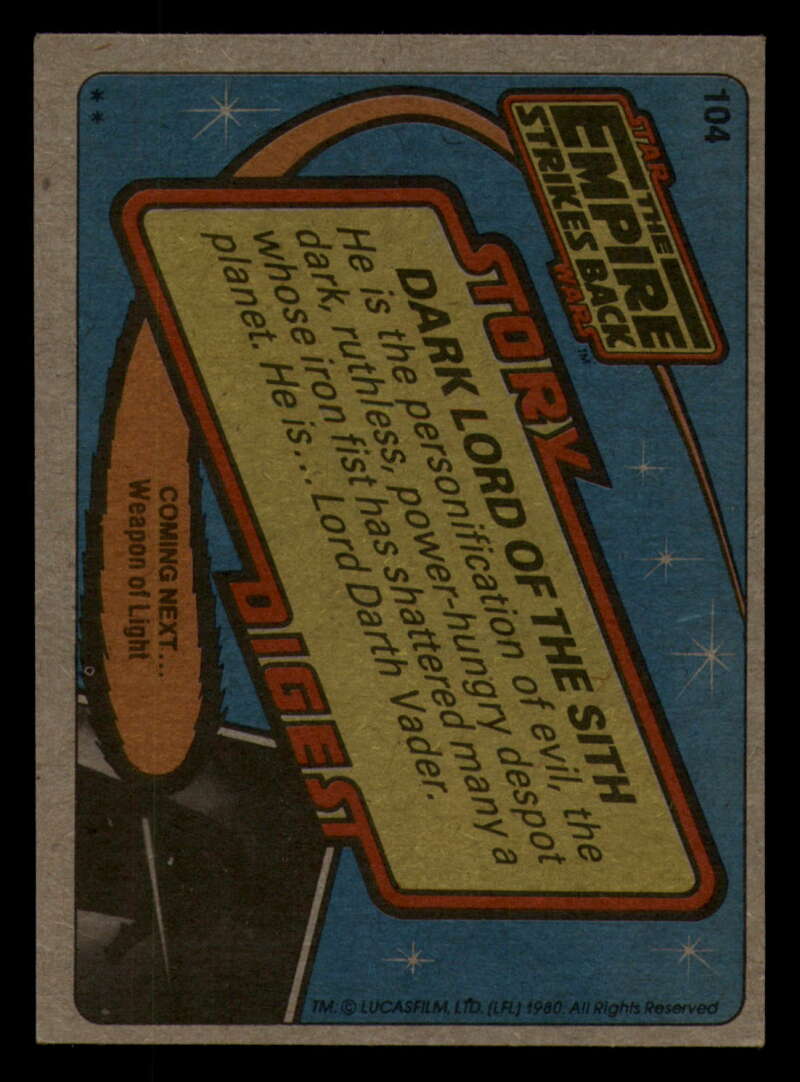 104
STAR
THE
EMPIRE
STRIKES BACK
WARS™
STORY
DARK LORD OF THE SITH
He is the personification of evil, the
dark, ruthless, power-hungry despot
whose iron fist has shattered many a
planet. He is... Lord Darth Vader.
DIGEST
COMING NEXT...
Weapon of Light
**
TM. © LUCASFILM, LTD. (LFL) 1980. All Rights Reserved